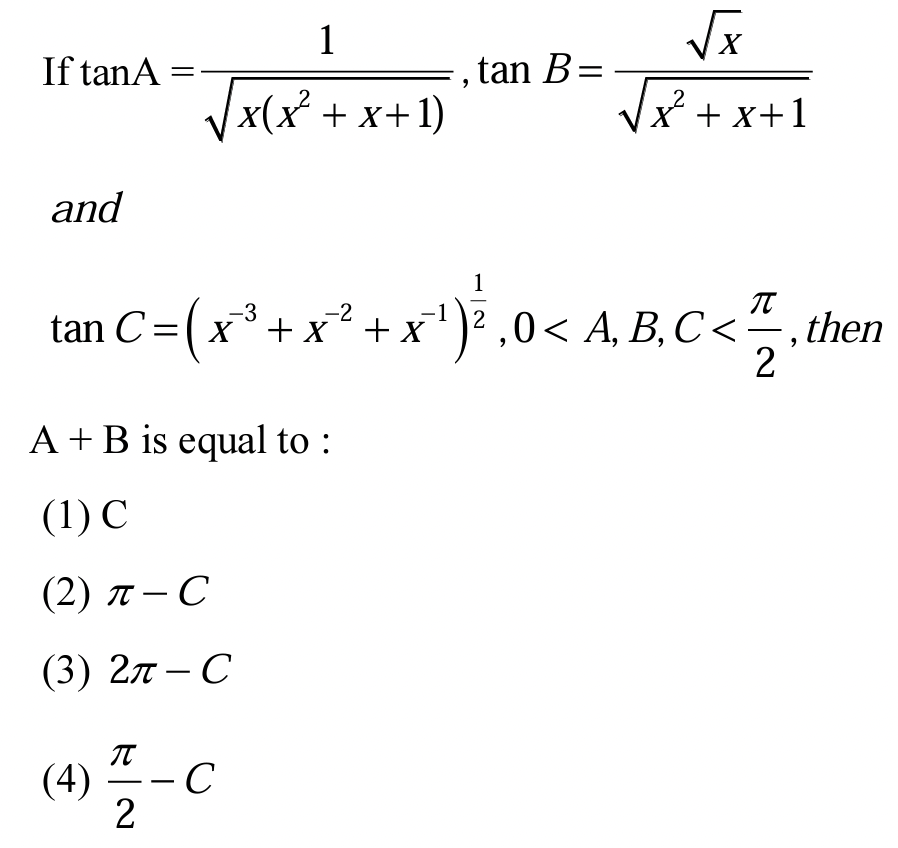 If tanA = 1/√(x(x² + x+1)) , tan B = √x/√(x² + x+1)
and
tan C = (x⁻³ + x⁻² + x⁻¹)^(1/2) , 0 < A, B, C < π/2 , then
A + B is equal to :
(1) C
(2) π − C
(3) 2π − C
(4) π/2 − C